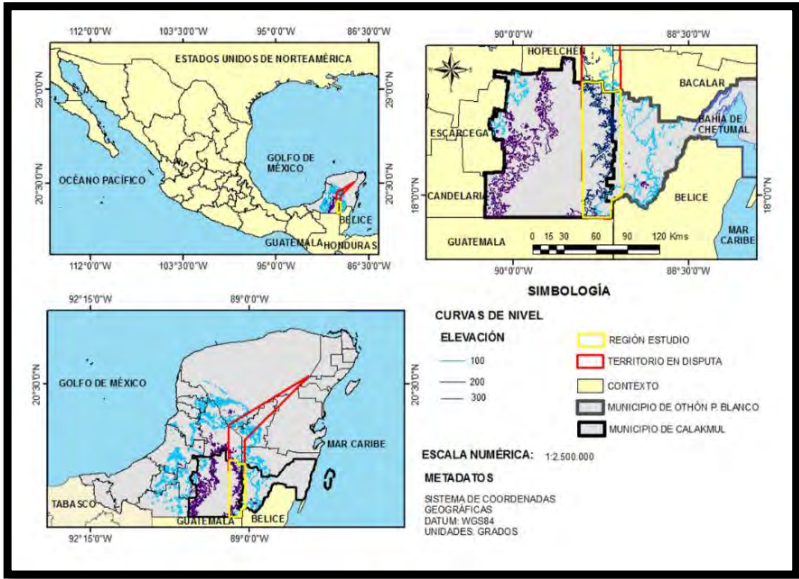 112°0'0"W 103°30'0"W 95°0'0"W 86°30'0"W
ESTADOS UNIDOS DE NORTEAMÉRICA
29°0'0"N
29°0'0"N
GOLFO DE
MÉXICO
OCÉANO PACÍFICO
20°30'0"N
20°30'0"N
BELICE
GUATEMALA
HONDURAS
112°0'0"W 103°30'0"W 95°0'0"W 86°30'0"W
90°0'0"W 88°30'0"W
HOPELCHEN
BACALAR
BAHÍA DE
CHETUMAL
ESCÁRCEGA
CANDELARIA
18°0'0"N
18°0'0"N
BELICE
GUATEMALA
MAR
CARIBE
0 15 30 60 90 120 Kms
90°0'0"W 88°30'0"W
92°15'0"W 89°0'0"W
GOLFO DE MÉXICO
20°30'0"N
20°30'0"N
MAR CARIBE
TABASCO
GUATEMALA
BELICE
92°15'0"W 89°0'0"W
SIMBOLOGÍA
CURVAS DE NIVEL
ELEVACIÓN
100
200
300
REGIÓN ESTUDIO
TERRITORIO EN DISPUTA
CONTEXTO
MUNICIPIO DE OTHÓN P. BLANCO
MUNICIPIO DE CALAKMUL
ESCALA NUMÉRICA: 1:2.500.000
METADATOS
SISTEMA DE COORDENADAS
GEOGRÁFICAS
DATUM: WGS84
UNIDADES: GRADOS